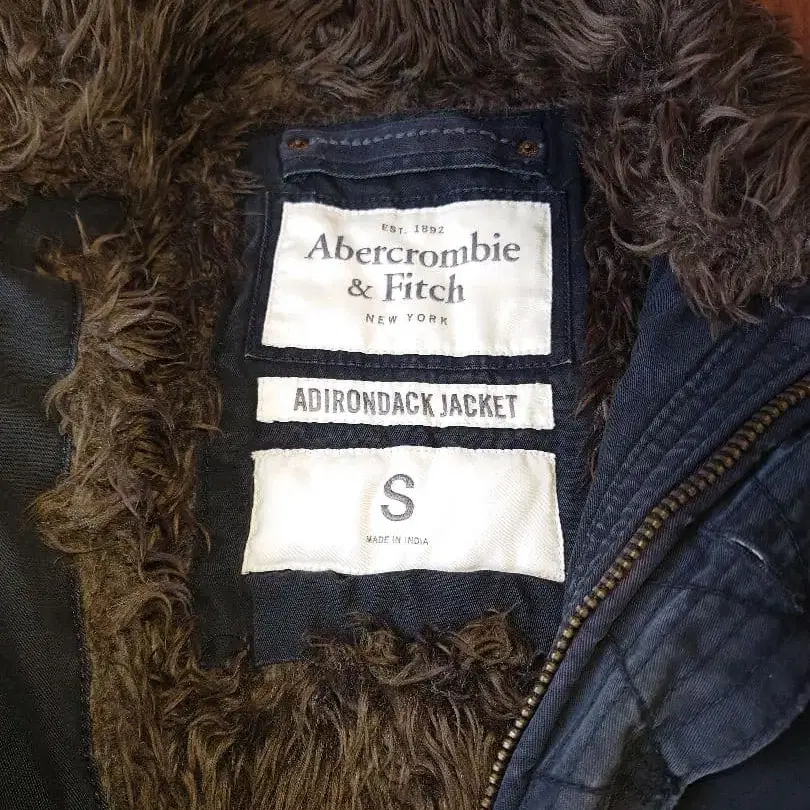 EST. 1892
Abercrombie
& Fitch
NEW YORK
ADIRONDACK JACKET
S
MADE IN INDIA